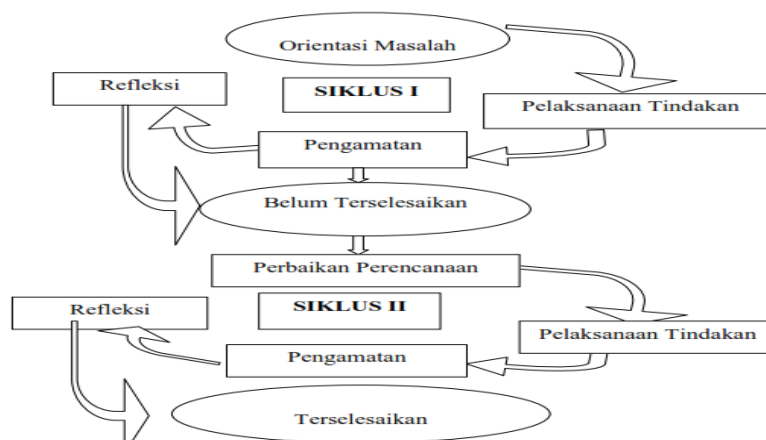 Orientasi Masalah
Refleksi
SIKLUS I
Pelaksanaan Tindakan
Pengamatan
Belum Terselesaikan
Perbaikan Perencanaan
Refleksi
SIKLUS II
Pelaksanaan Tindakan
Pengamatan
Terselesaikan